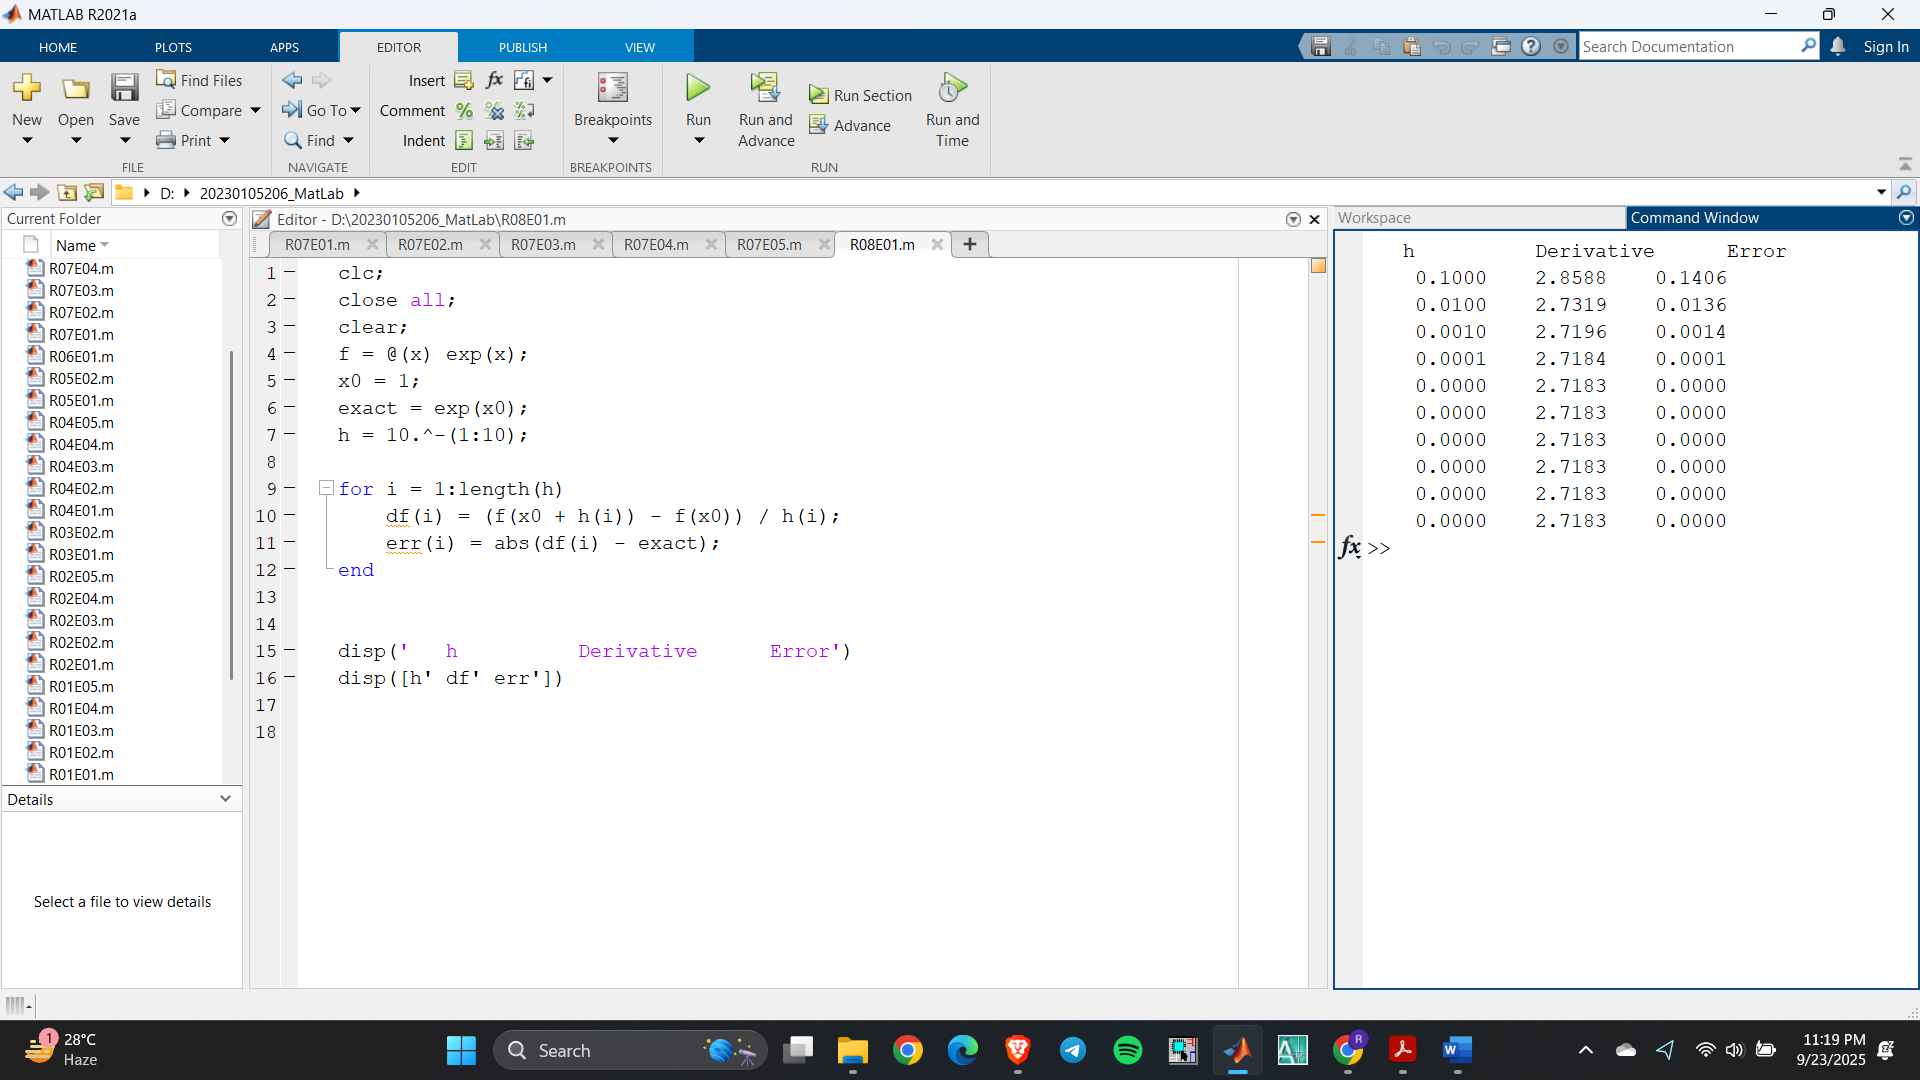 MATLAB R2021a
HOME PLOTS APPS EDITOR PUBLISH VIEW
Search Documentation
Sign In
New
Open
Save
Find Files
Compare
Print
FILE
Go To
Find
NAVIGATE
Insert
Comment
Indent
EDIT
fx
fi
Breakpoints
BREAKPOINTS
Run
Run and Advance
Run Section
Advance
Run and Time
RUN
D: 20230105206_MatLab
Current Folder
Name
R07E04.m
R07E03.m
R07E02.m
R07E01.m
R06E01.m
R05E02.m
R05E01.m
R04E05.m
R04E04.m
R04E03.m
R04E02.m
R04E01.m
R03E02.m
R03E01.m
R02E05.m
R02E04.m
R02E03.m
R02E02.m
R02E01.m
R01E05.m
R01E04.m
R01E03.m
R01E02.m
R01E01.m
Details
Select a file to view details
Editor - D:\20230105206_MatLab\R08E01.m
R07E01.m R07E02.m R07E03.m R07E04.m R07E05.m R08E01.m
1 clc;
2 close all;
3 clear;
4 f = @(x) exp(x);
5 x0 = 1;
6 exact = exp(x0);
7 h = 10.^-(1:10);
8
9 for i = 1:length(h)
10 df(i) = (f(x0 + h(i)) - f(x0)) / h(i);
11 err(i) = abs(df(i) - exact);
12 end
13
14
15 disp('   h          Derivative      Error')
16 disp([h' df' err'])
17
18
Workspace
Command Window
h Derivative Error
0.1000 2.8588 0.1406
0.0100 2.7319 0.0136
0.0010 2.7196 0.0014
0.0001 2.7184 0.0001
0.0000 2.7183 0.0000
0.0000 2.7183 0.0000
0.0000 2.7183 0.0000
0.0000 2.7183 0.0000
0.0000 2.7183 0.0000
0.0000 2.7183 0.0000
fx >>
1
28°C
Haze
Search
R
W
11:19 PM
9/23/2025